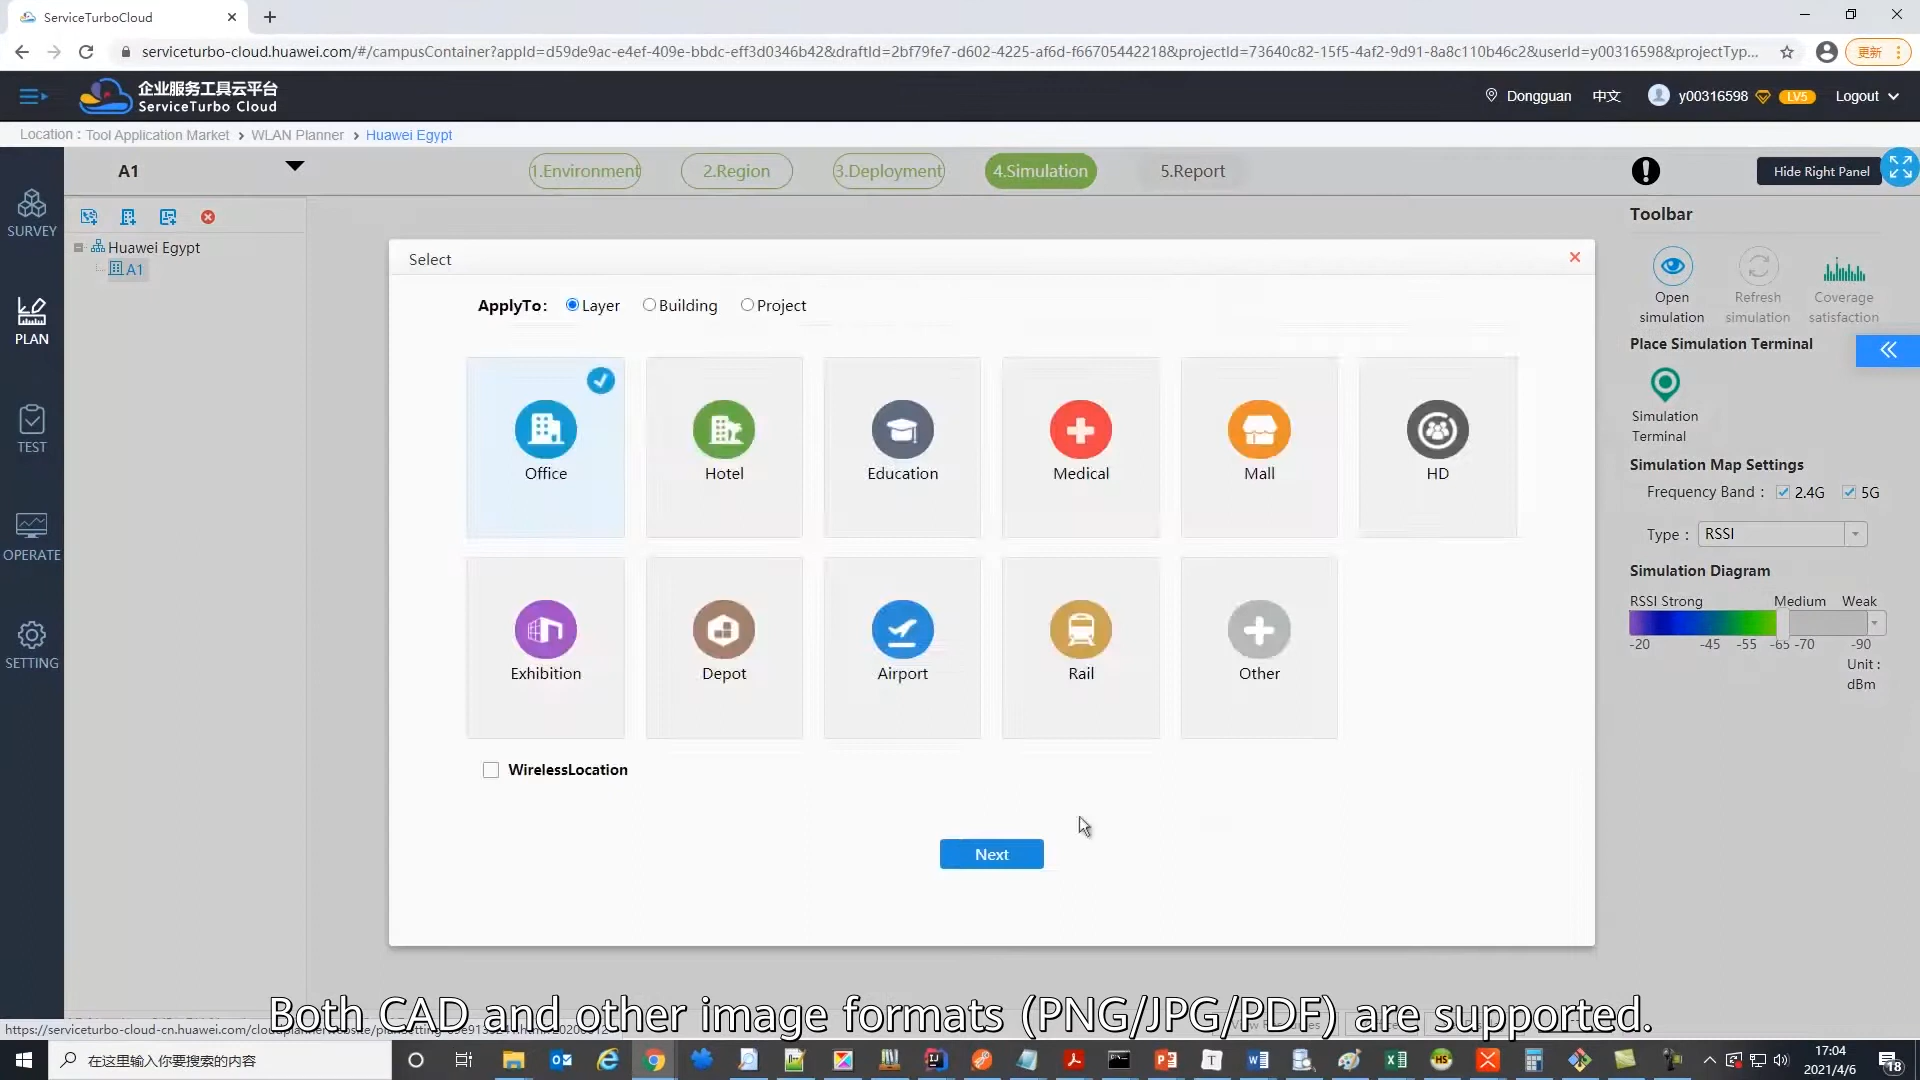 ServiceTurboCloud
serviceturbo-cloud.huawei.com/#/campusContainer?appId=d59de9ac-e4ef-409e-bbdc-eff3d0346b42&draftId=2bf79fe7-d602-4225-af6d-f66705442218&projectId=73640c82-15f5-4af2-9d91-8a8c110b46c2&userId=y00316598&projectTyp...
更新
企业服务工具云平台
ServiceTurbo Cloud
Dongguan 中文 y00316598 LV5 Logout
Location : Tool Application Market > WLAN Planner > Huawei Egypt
A1
1.Environment 2.Region 3.Deployment 4.Simulation 5.Report
Hide Right Panel
SURVEY
PLAN
TEST
OPERATE
SETTING
Huawei Egypt
A1
Select
ApplyTo: Layer Building Project
Office Hotel Education Medical Mall HD
Exhibition Depot Airport Rail Other
WirelessLocation
Next
Toolbar
Open simulation
Refresh simulation
Coverage satisfaction
Place Simulation Terminal
Simulation Terminal
Simulation Map Settings
Frequency Band : 2.4G 5G
Type : RSSI
Simulation Diagram
RSSI Strong Medium Weak
-20 -45 -55 -65 -70 -90
Unit :
dBm
Both CAD and other image formats (PNG/JPG/PDF) are supported.
在这里输入你要搜索的内容
17:04
2021/4/6
18